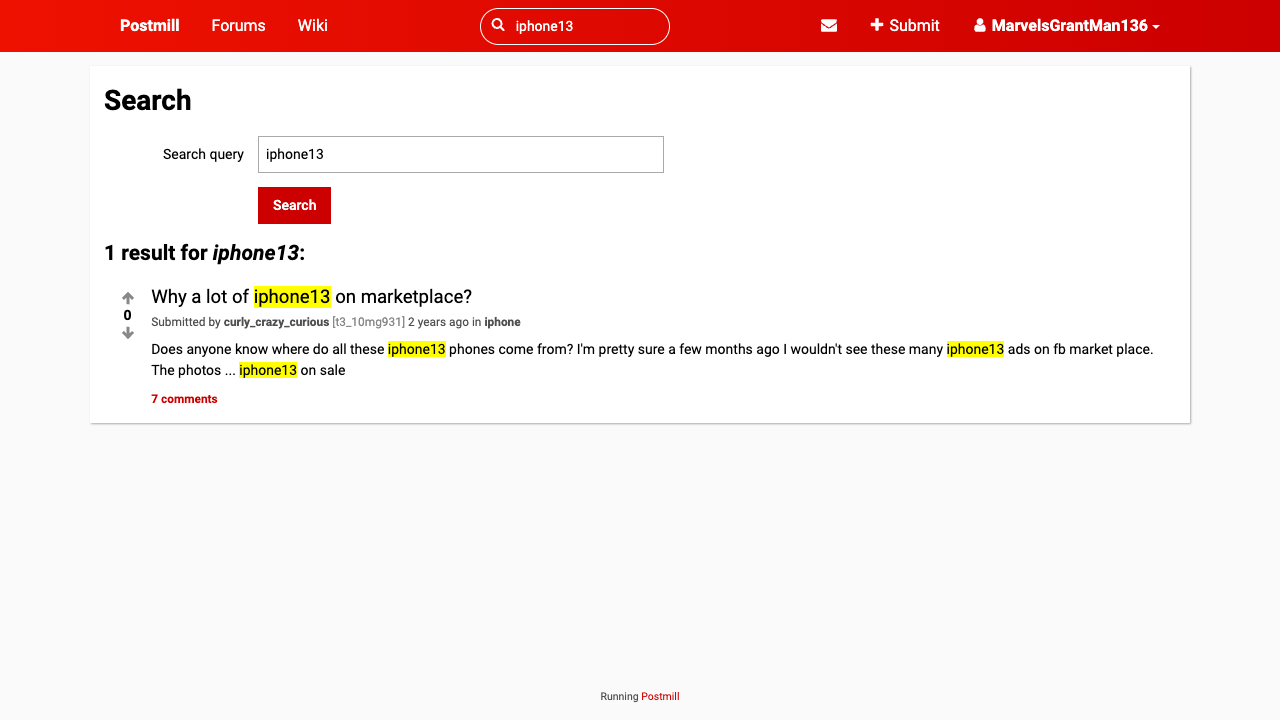 Postmill Forums Wiki iphone13 Submit MarvelsGrantMan136
Search
Search query iphone13
Search
1 result for iphone13:
Why a lot of iphone13 on marketplace?
0
Submitted by curly_crazy_curious [t3_10mg931] 2 years ago in iphone
Does anyone know where do all these iphone13 phones come from? I'm pretty sure a few months ago I wouldn't see these many iphone13 ads on fb market place.
The photos ... iphone13 on sale
7 comments
Running Postmill